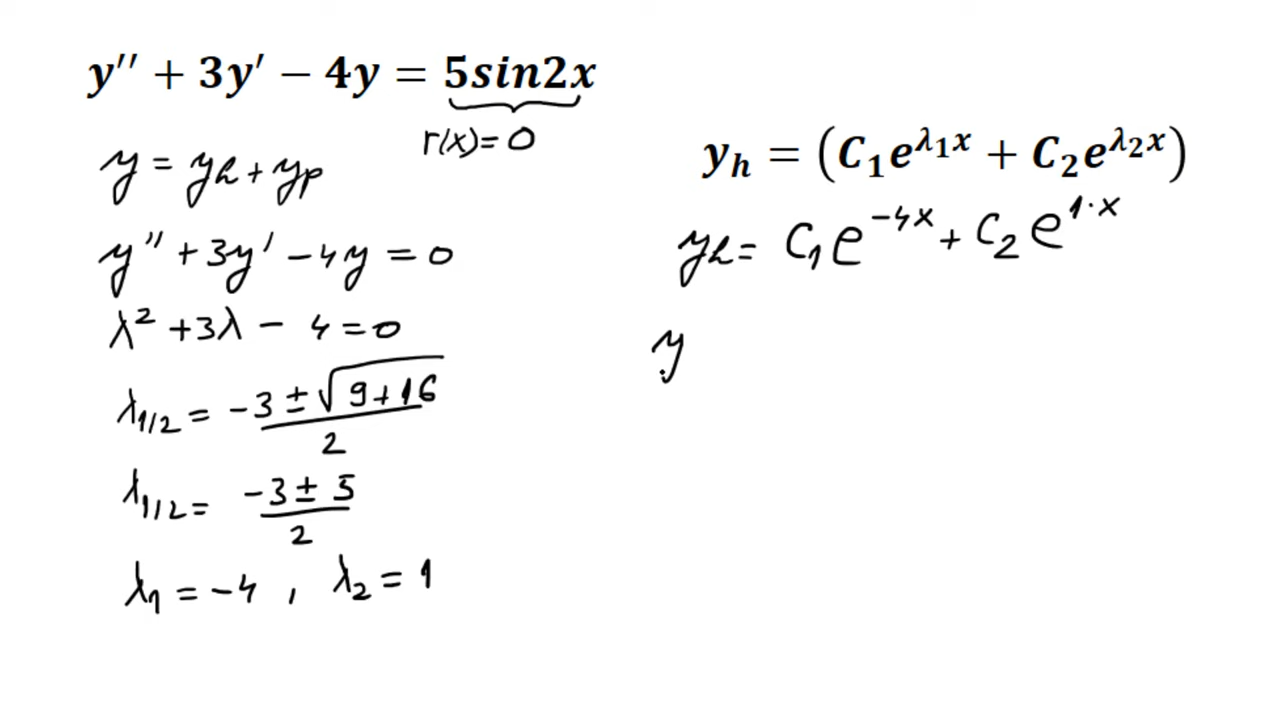 y′′ + 3y′ − 4y = 5sin2x
r(x)=0
y = yh + yp
y′′ + 3y′ − 4y = 0
λ² + 3λ − 4 = 0
λ₁/₂ = (−3 ± √(9+16))/2
λ₁/₂ = (−3 ± 5)/2
λ₁ = −4 , λ₂ = 1
yₕ = (C₁e^(λ₁x) + C₂e^(λ₂x))
yh = C₁e^(−4x) + C₂e^(1·x)
y